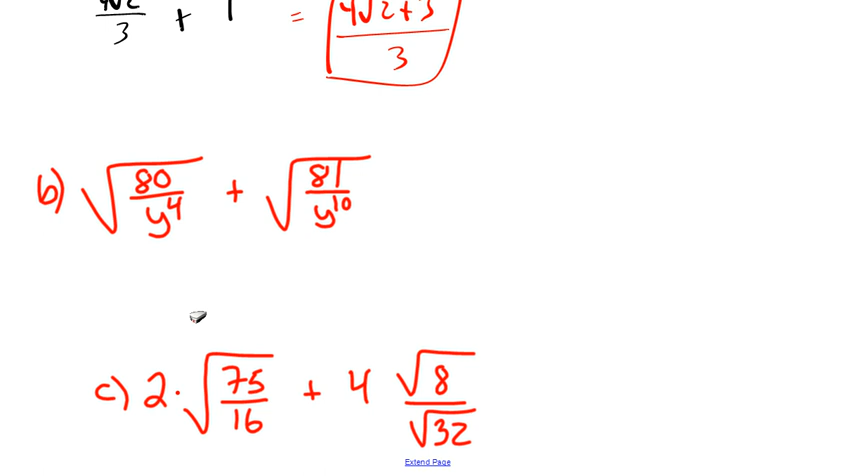 4√2/3 + 1 = (4√2+3)/3
b) √(80/y⁴) + √(81/y¹⁰)
c) 2·√(75/16) + 4 √8/√32
Extend Page